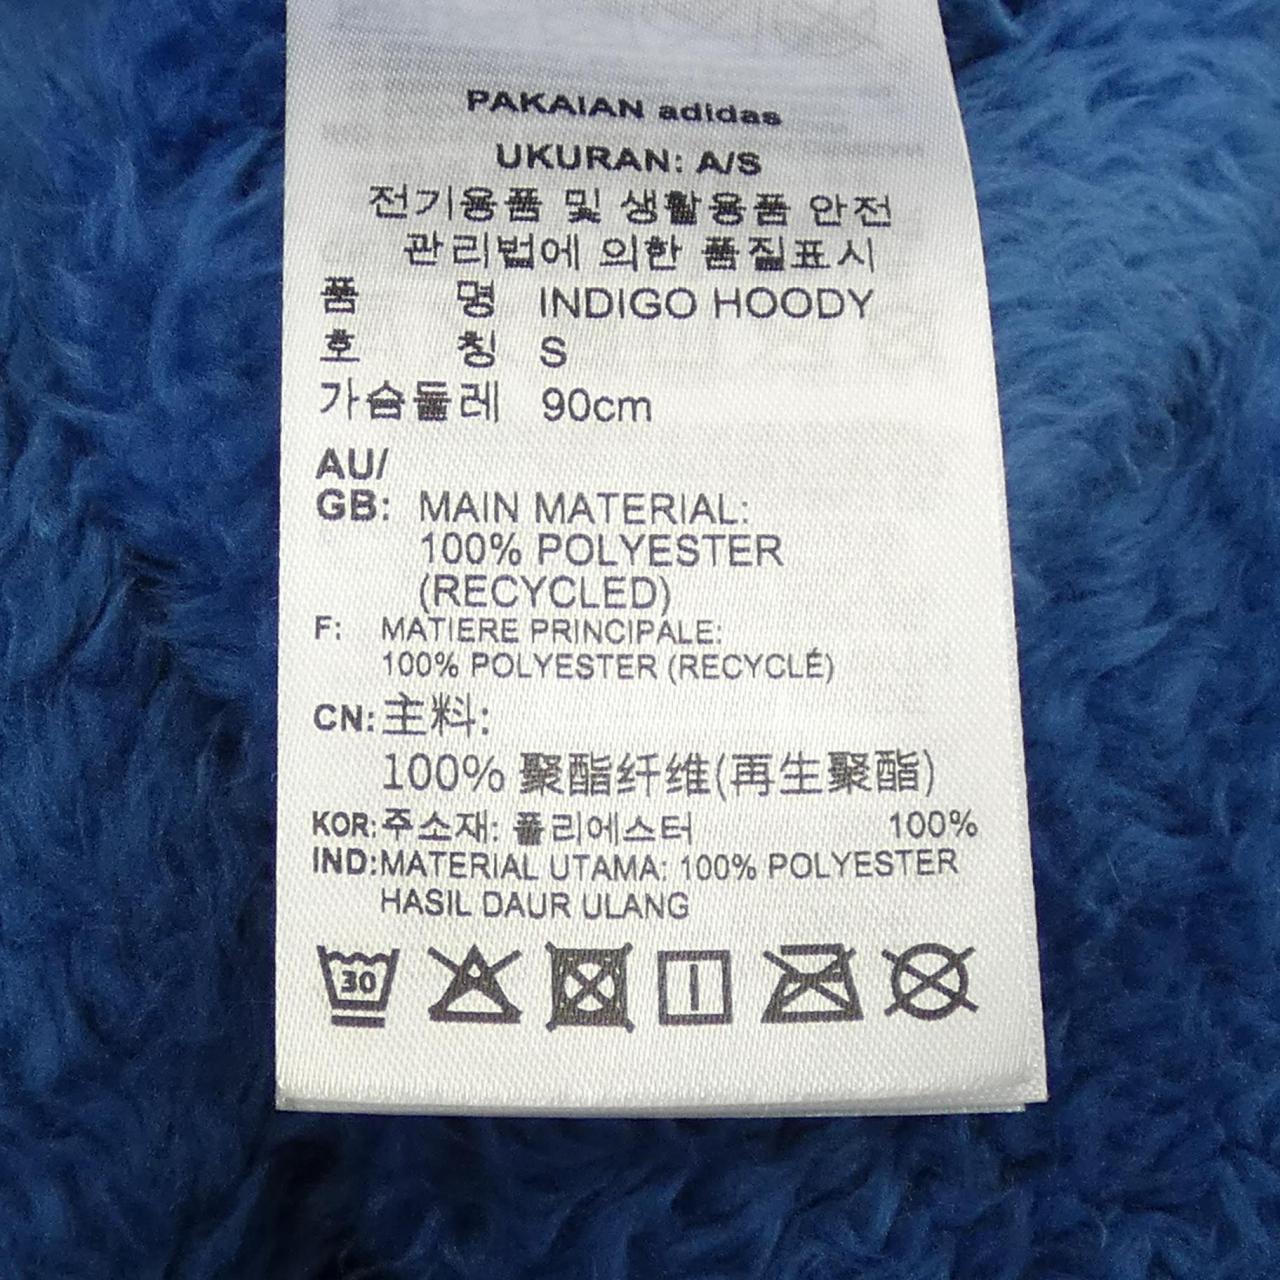 PAKAIAN adidas
UKURAN: A/S
전기용품 및 생활용품 안전
관리법에 의한 품질표시
품 명 INDIGO HOODY
호 칭 S
가슴둘레 90cm
AU/
GB: MAIN MATERIAL:
100% POLYESTER
(RECYCLED)
F: MATIERE PRINCIPALE:
100% POLYESTER (RECYCLÉ)
CN: 主料:
100% 聚酯纤维(再生聚酯)
KOR: 주소재: 폴리에스터 100%
IND: MATERIAL UTAMA: 100% POLYESTER
HASIL DAUR ULANG
30